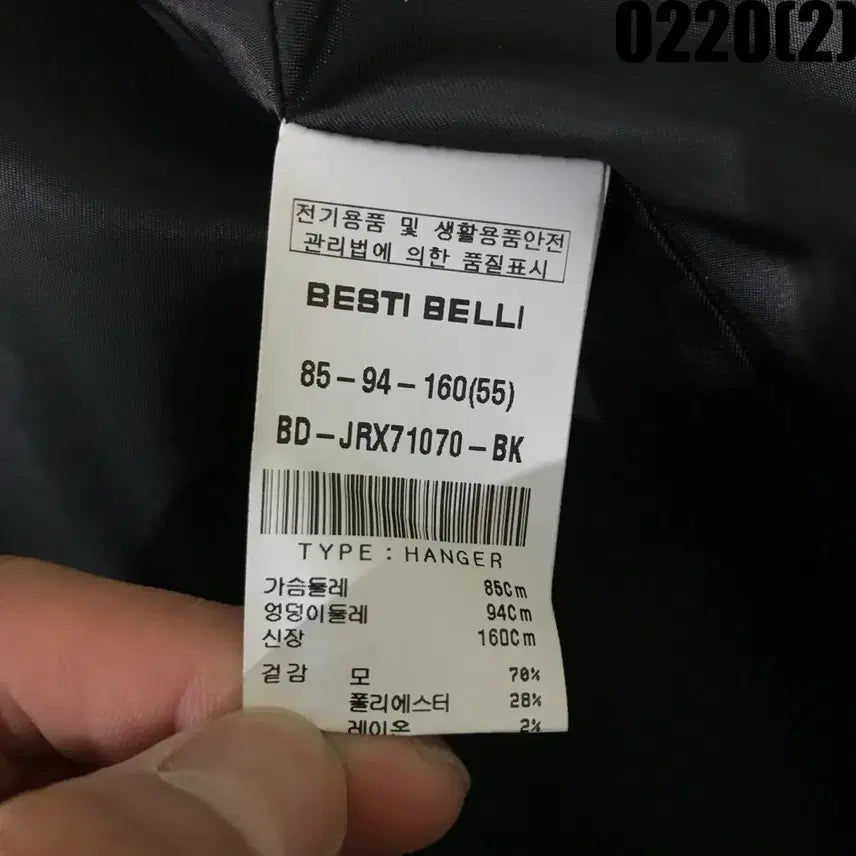 0220(2)
전기용품 및 생활용품안전
관리법에 의한 품질표시
BESTI BELLI
85-94-160(55)
BD-JRX71070-BK
TYPE : HANGER
가슴둘레 85Cm
엉덩이둘레 94Cm
신장 160Cm
겉감 모 70%
폴리에스터 28%
레이온 2%